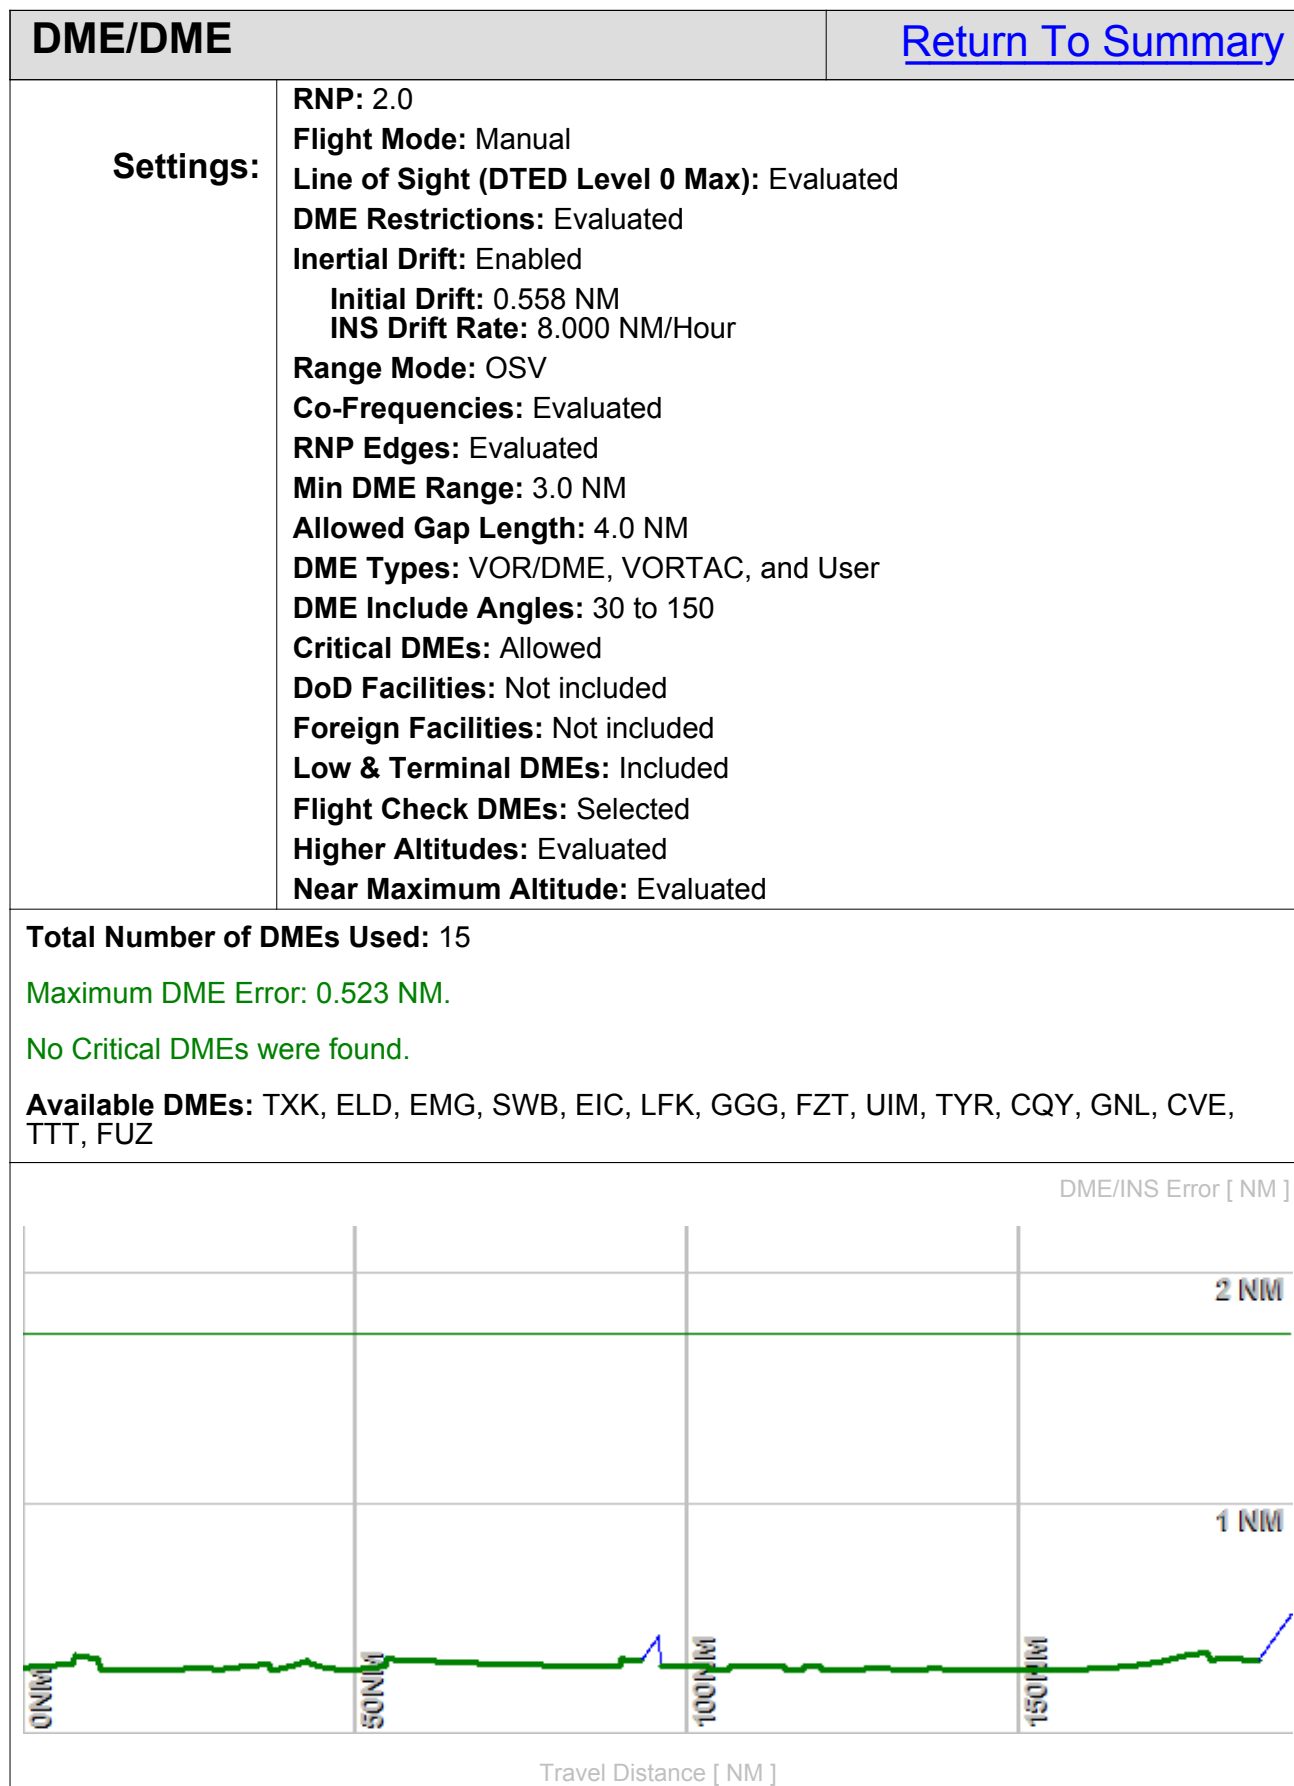 DME/DME
Return To Summary
Settings:
RNP: 2.0
Flight Mode: Manual
Line of Sight (DTED Level 0 Max): Evaluated
DME Restrictions: Evaluated
Inertial Drift: Enabled
Initial Drift: 0.558 NM
INS Drift Rate: 8.000 NM/Hour
Range Mode: OSV
Co-Frequencies: Evaluated
RNP Edges: Evaluated
Min DME Range: 3.0 NM
Allowed Gap Length: 4.0 NM
DME Types: VOR/DME, VORTAC, and User
DME Include Angles: 30 to 150
Critical DMEs: Allowed
DoD Facilities: Not included
Foreign Facilities: Not included
Low & Terminal DMEs: Included
Flight Check DMEs: Selected
Higher Altitudes: Evaluated
Near Maximum Altitude: Evaluated
Total Number of DMEs Used: 15
Maximum DME Error: 0.523 NM.
No Critical DMEs were found.
Available DMEs: TXK, ELD, EMG, SWB, EIC, LFK, GGG, FZT, UIM, TYR, CQY, GNL, CVE,
TTT, FUZ
DME/INS Error [ NM ]
2 NM
1 NM
0NM
50NM
100NM
150NM
Travel Distance [ NM ]